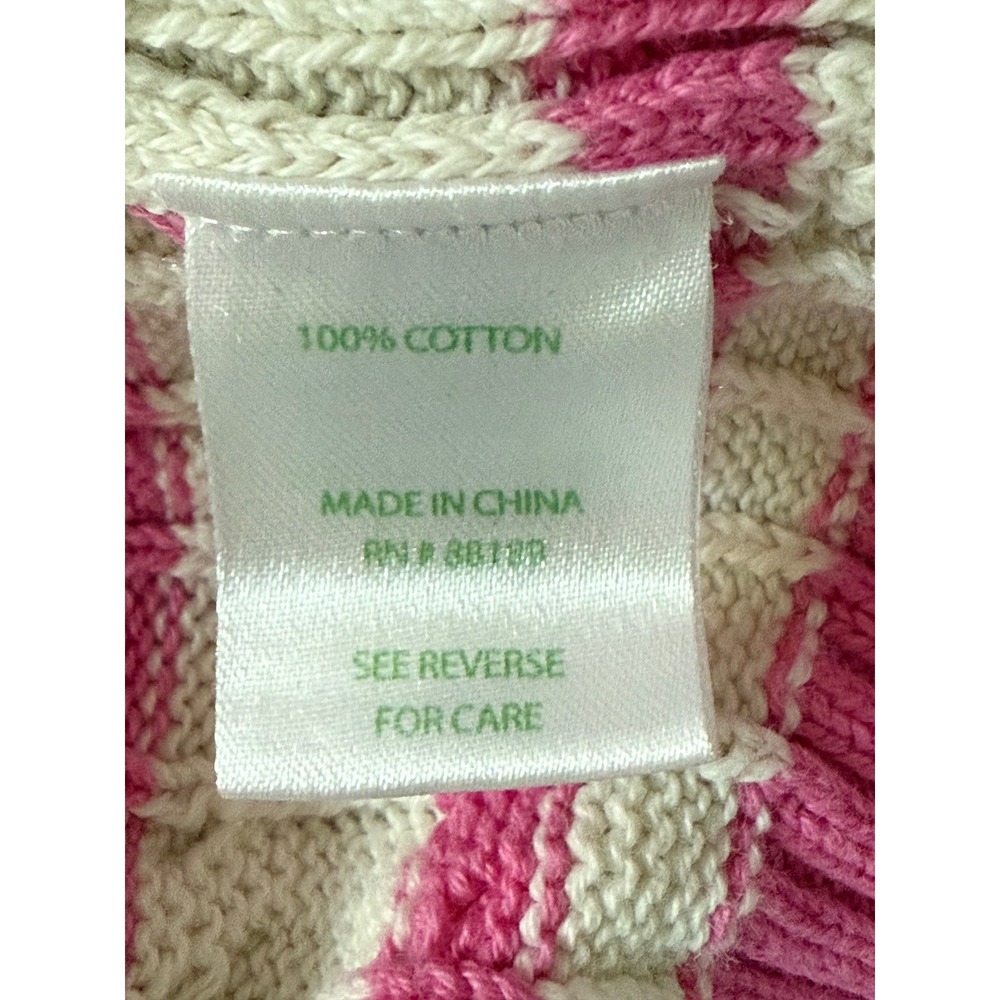 100% COTTON
MADE IN CHINA
RN #
SEE REVERSE
FOR CARE